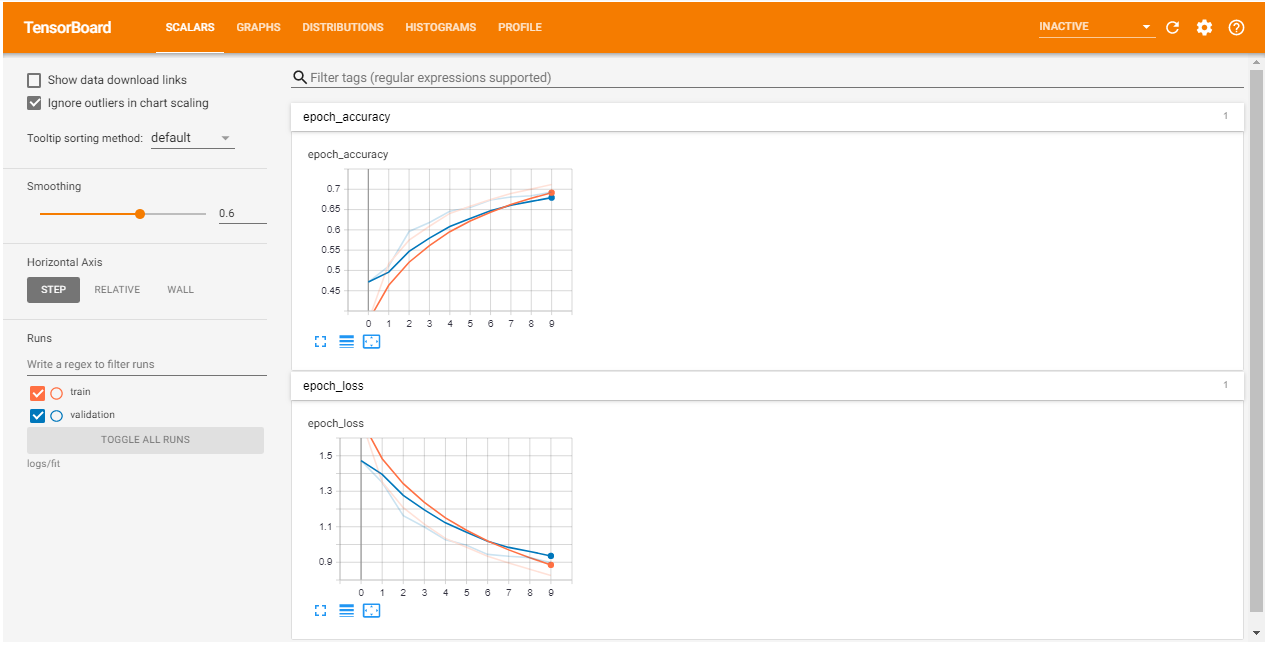 TensorBoard SCALARS GRAPHS DISTRIBUTIONS HISTOGRAMS PROFILE INACTIVE
Show data download links
Ignore outliers in chart scaling
Tooltip sorting method: default
Smoothing
0.6
Horizontal Axis
STEP RELATIVE WALL
Runs
Write a regex to filter runs
train
validation
TOGGLE ALL RUNS
logs/fit
Filter tags (regular expressions supported)
epoch_accuracy 1
epoch_accuracy
0.7
0.65
0.6
0.55
0.5
0.45
0 1 2 3 4 5 6 7 8 9
epoch_loss 1
epoch_loss
1.5
1.3
1.1
0.9
0 1 2 3 4 5 6 7 8 9